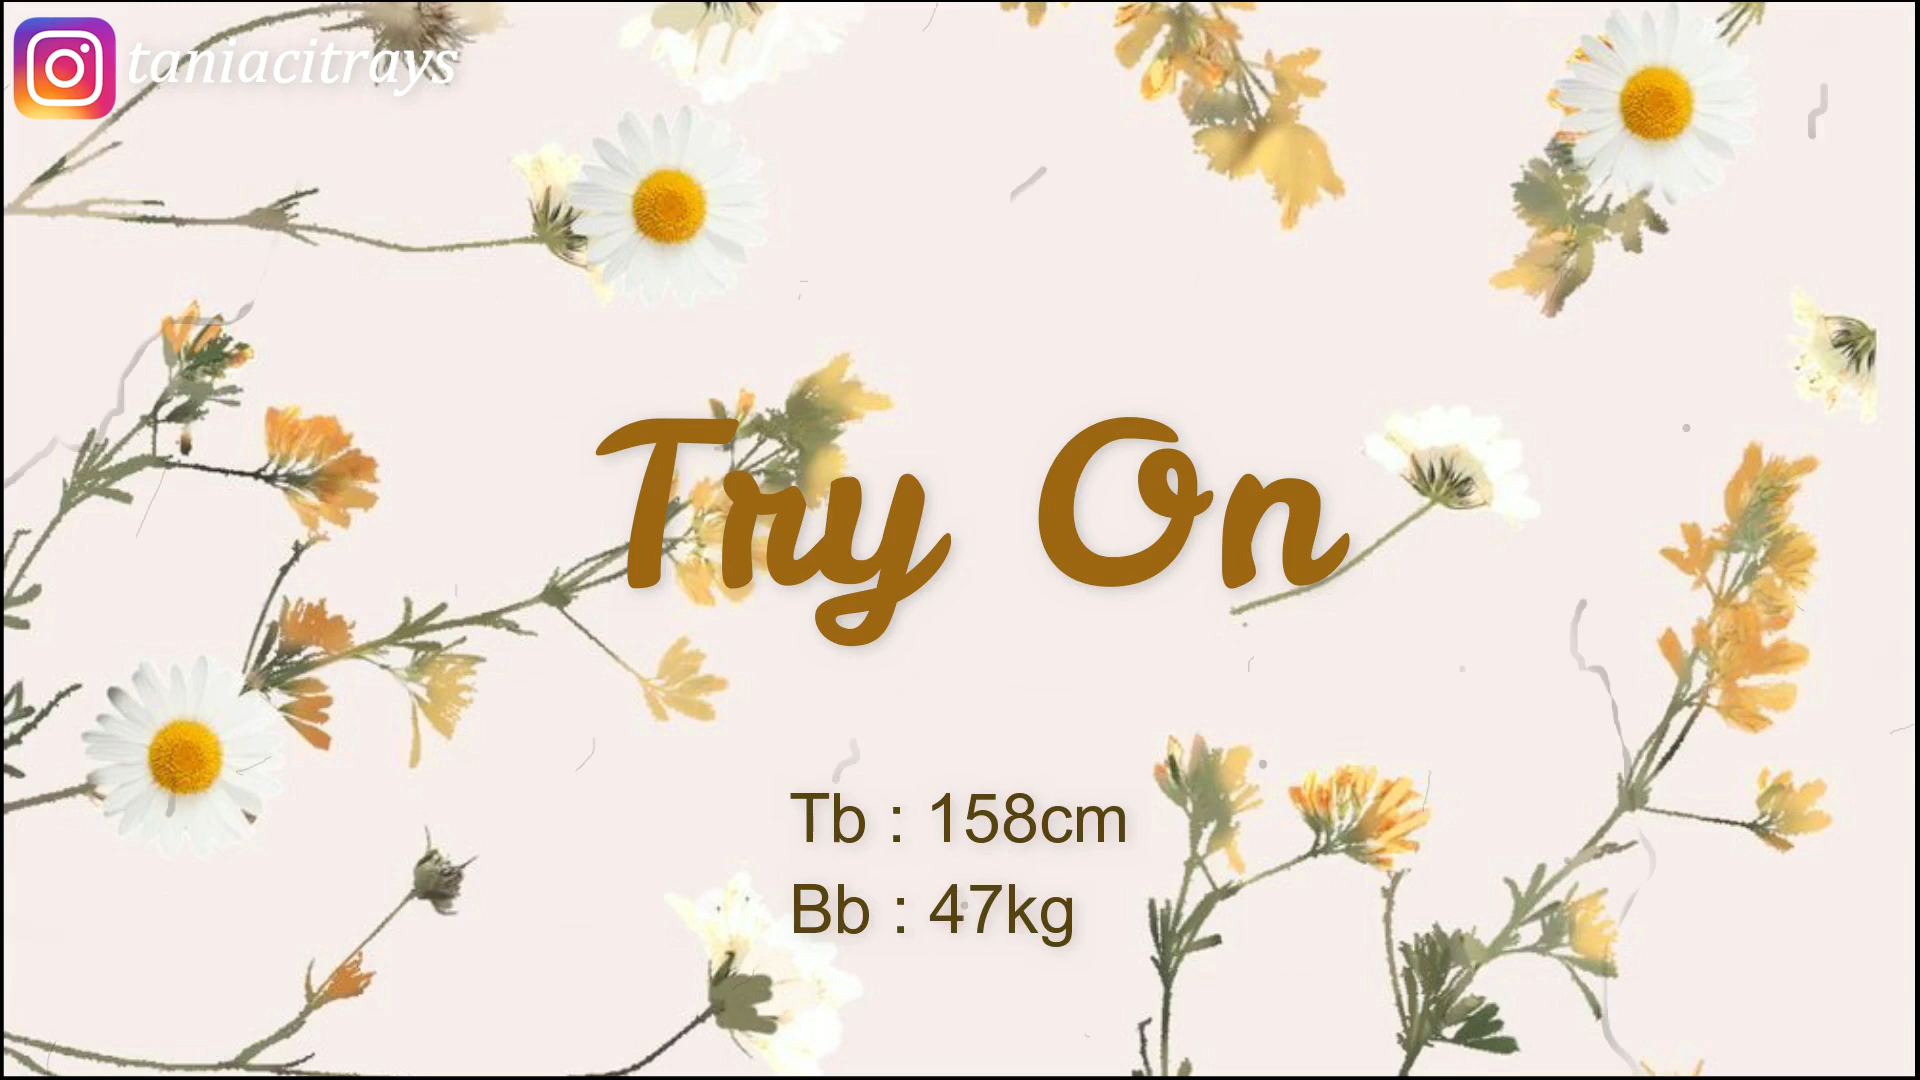 taniacitrays
Try On
Tb : 158cm
Bb : 47kg